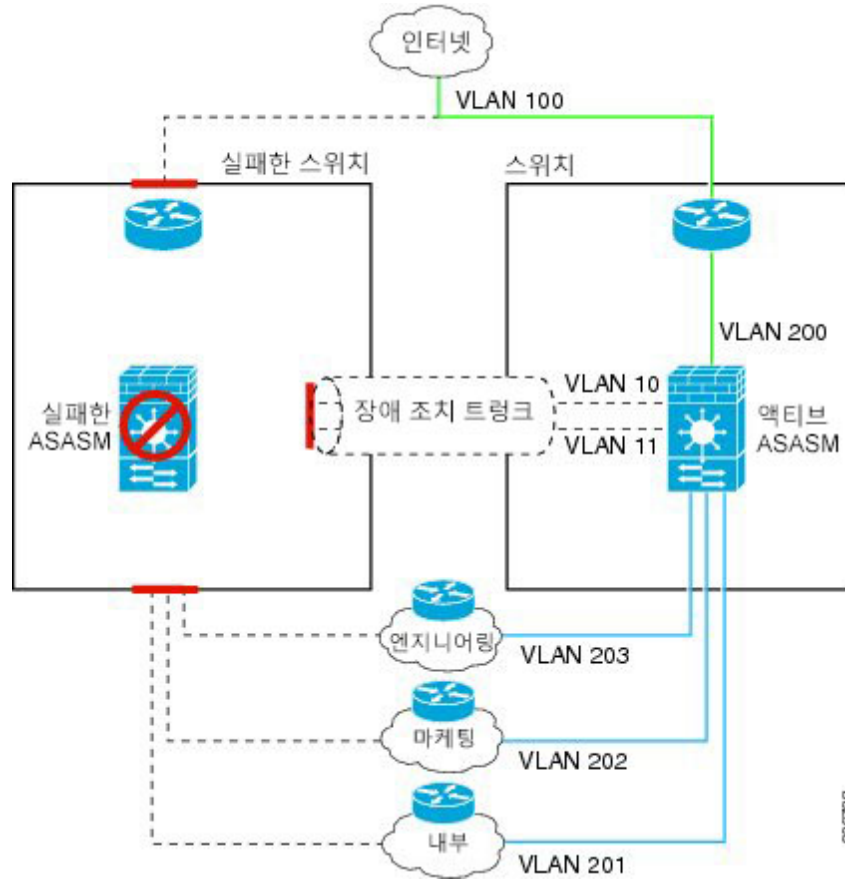 인터넷
VLAN 100
실패한 스위치
스위치
VLAN 200
실패한
ASASM
장애 조치 트렁크
VLAN 10
VLAN 11
액티브
ASASM
엔지니어링
VLAN 203
마케팅
VLAN 202
내부
VLAN 201